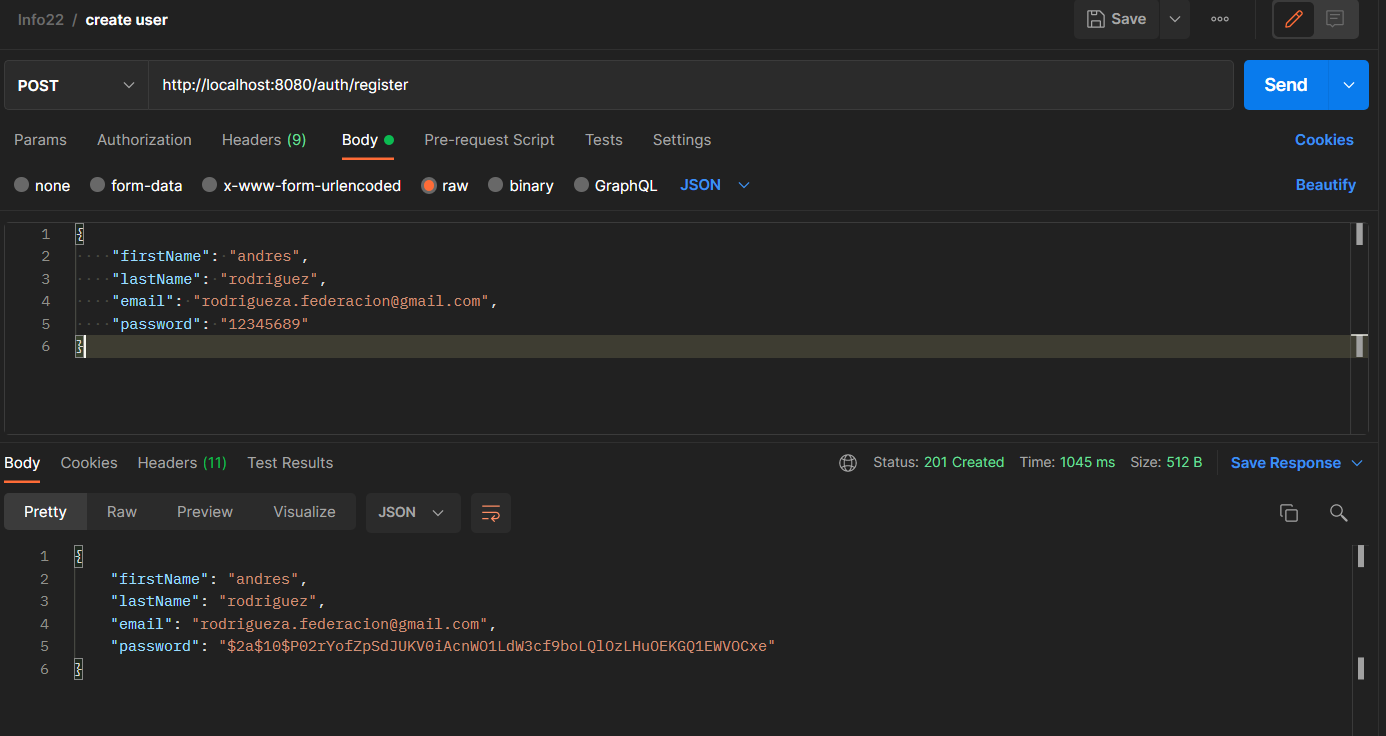 Info22 / create user
Save
POST
http://localhost:8080/auth/register
Send
Params Authorization Headers (9) Body Pre-request Script Tests Settings Cookies
none form-data x-www-form-urlencoded raw binary GraphQL JSON Beautify
1 {
2 "firstName": "andres",
3 "lastName": "rodriguez",
4 "email": "rodrigueza.federacion@gmail.com",
5 "password": "12345689"
6 }
Body Cookies Headers (11) Test Results Status: 201 Created Time: 1045 ms Size: 512 B Save Response
Pretty Raw Preview Visualize JSON
1 {
2 "firstName": "andres",
3 "lastName": "rodriguez",
4 "email": "rodrigueza.federacion@gmail.com",
5 "password": "$2a$10$P02rYofZpSdJUKV0iAcnWO1LdW3cf9boLQlOzLHuOEKGQ1EWVOCxe"
6 }